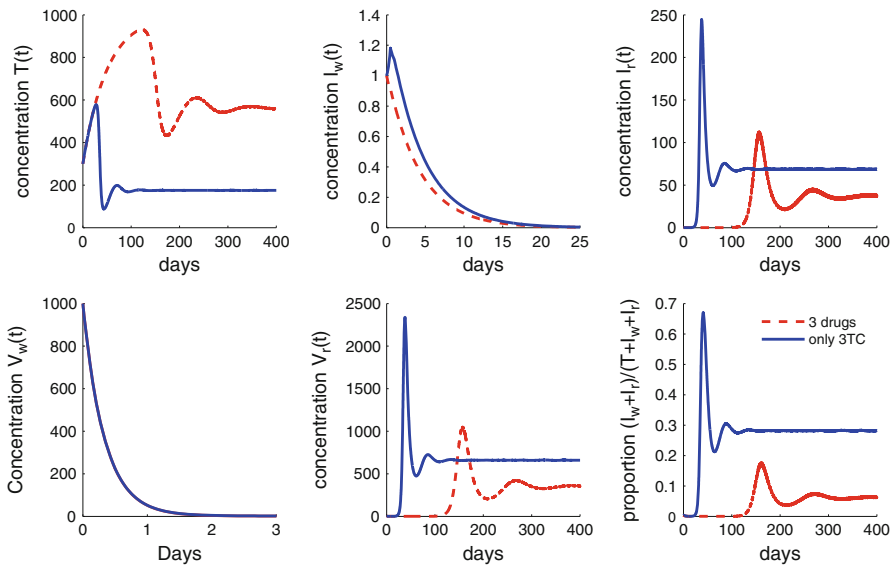 concentration T(t)
1000
800
600
400
200
0
0 100 200 300 400
days
concentration I_w(t)
1.4
1.2
1
0.8
0.6
0.4
0.2
0
0 5 10 15 20 25
days
concentration I_r(t)
250
200
150
100
50
0
0 100 200 300 400
days
Concentration V_w(t)
1000
800
600
400
200
0
0 1 2 3
Days
concentration V_r(t)
2500
2000
1500
1000
500
0
0 100 200 300 400
days
proportion (I_w+I_r)/(T+I_w+I_r)
0.7
0.6
0.5
0.4
0.3
0.2
0.1
0
3 drugs
only 3TC
0 100 200 300 400
days